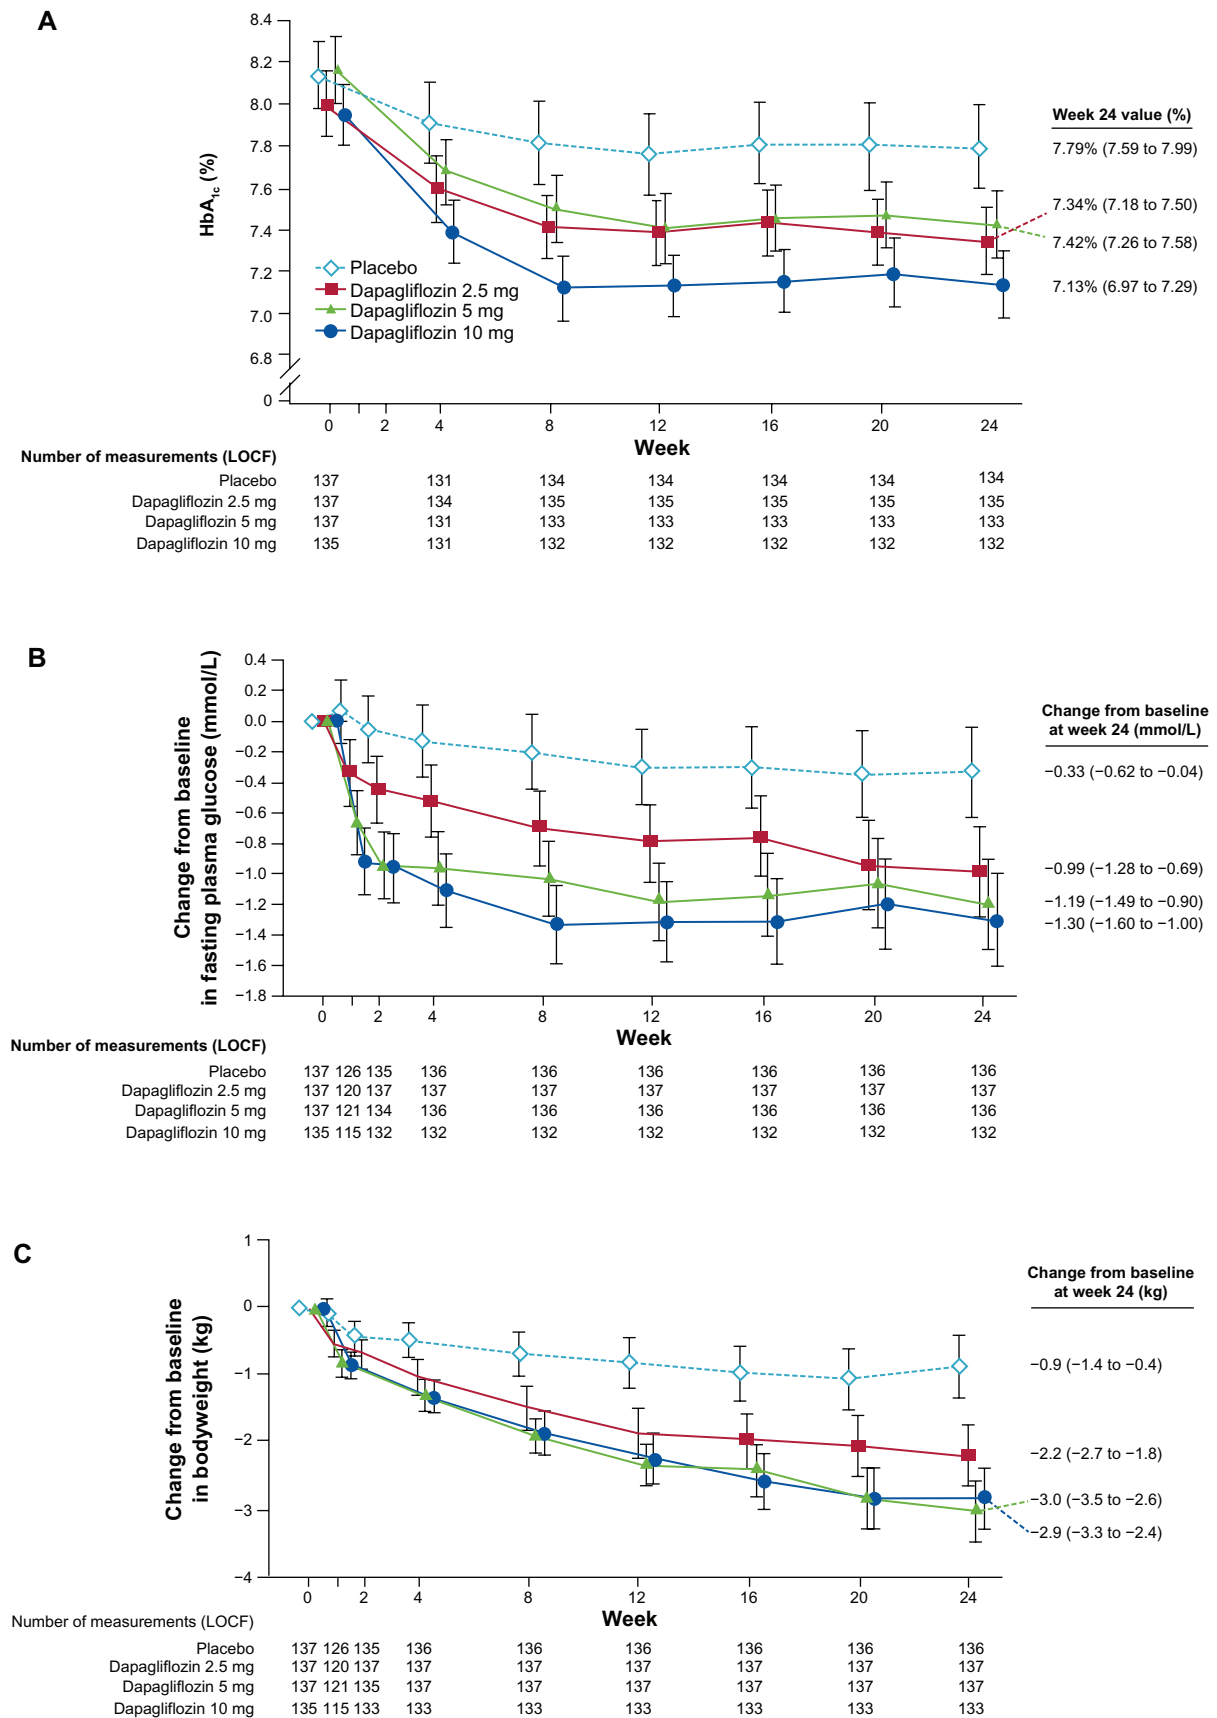 A
8.4
8.2
8.0
7.8
7.6
7.4
7.2
7.0
6.8
0
HbA1c (%)
Placebo
Dapagliflozin 2.5 mg
Dapagliflozin 5 mg
Dapagliflozin 10 mg
Week 24 value (%)
7.79% (7.59 to 7.99)
7.34% (7.18 to 7.50)
7.42% (7.26 to 7.58)
7.13% (6.97 to 7.29)
0 2 4 8 12 16 20 24
Week
Number of measurements (LOCF)
Placebo 137 131 134 134 134 134 134
Dapagliflozin 2.5 mg 137 134 135 135 135 135 135
Dapagliflozin 5 mg 137 131 133 133 133 133 133
Dapagliflozin 10 mg 135 131 132 132 132 132 132
B
Change from baseline
in fasting plasma glucose (mmol/L)
0.4
0.2
0.0
−0.2
−0.4
−0.6
−0.8
−1.0
−1.2
−1.4
−1.6
−1.8
Change from baseline
at week 24 (mmol/L)
−0.33 (−0.62 to −0.04)
−0.99 (−1.28 to −0.69)
−1.19 (−1.49 to −0.90)
−1.30 (−1.60 to −1.00)
0 2 4 8 12 16 20 24
Week
Number of measurements (LOCF)
Placebo 137 126 135 136 136 136 136 136 136
Dapagliflozin 2.5 mg 137 120 137 137 137 137 137 137 137
Dapagliflozin 5 mg 137 121 134 136 136 136 136 136 136
Dapagliflozin 10 mg 135 115 132 132 132 132 132 132 132
C
Change from baseline
in bodyweight (kg)
1
0
−1
−2
−3
−4
Change from baseline
at week 24 (kg)
−0.9 (−1.4 to −0.4)
−2.2 (−2.7 to −1.8)
−3.0 (−3.5 to −2.6)
−2.9 (−3.3 to −2.4)
0 2 4 8 12 16 20 24
Week
Number of measurements (LOCF)
Placebo 137 126 135 136 136 136 136 136 136
Dapagliflozin 2.5 mg 137 120 137 137 137 137 137 137 137
Dapagliflozin 5 mg 137 121 135 137 137 137 137 137 137
Dapagliflozin 10 mg 135 115 133 133 133 133 133 133 133